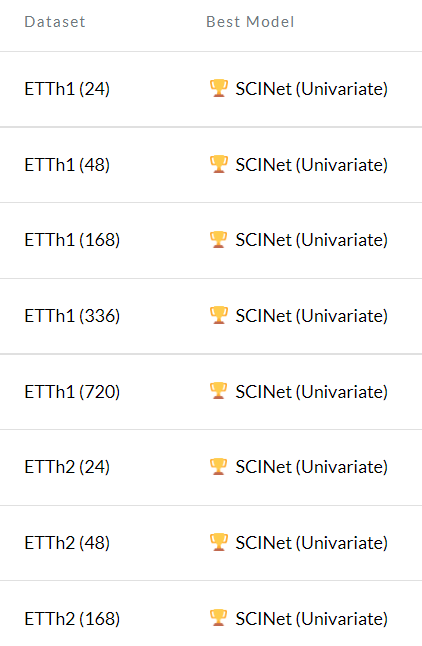 Dataset Best Model
ETTh1 (24) 🏆 SCINet (Univariate)
ETTh1 (48) 🏆 SCINet (Univariate)
ETTh1 (168) 🏆 SCINet (Univariate)
ETTh1 (336) 🏆 SCINet (Univariate)
ETTh1 (720) 🏆 SCINet (Univariate)
ETTh2 (24) 🏆 SCINet (Univariate)
ETTh2 (48) 🏆 SCINet (Univariate)
ETTh2 (168) 🏆 SCINet (Univariate)